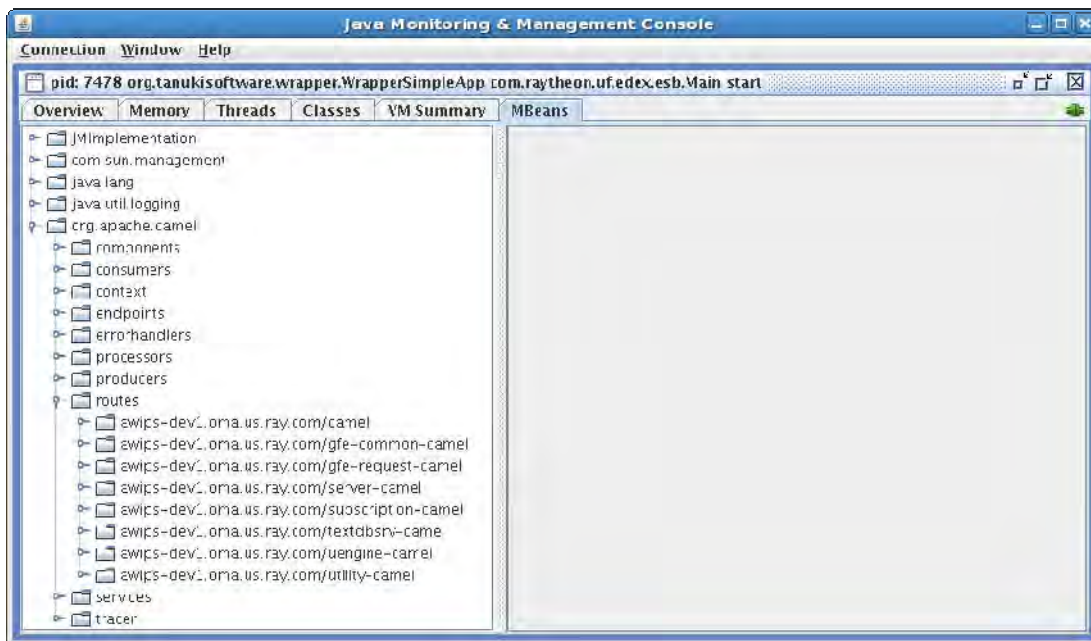 Java Monitoring & Management Console
Connection Window Help
pid: 7478 org.tanukisoftware.wrapper.WrapperSimpleApp com.raytheon.uf.edex.esb.Main start
Overview Memory Threads Classes VM Summary MBeans
JMImplementation
com.sun.management
java.lang
java.util.logging
org.apache.camel
components
consumers
context
endpoints
errorhandlers
processors
producers
routes
awips-dev1.oma.us.ray.com/camel
awips-dev1.oma.us.ray.com/gfe-common-camel
awips-dev1.oma.us.ray.com/gfe-request-camel
awips-dev1.oma.us.ray.com/server-camel
awips-dev1.oma.us.ray.com/subscription-camel
awips-dev1.oma.us.ray.com/textdbsrv-camel
awips-dev1.oma.us.ray.com/uengine-camel
awips-dev1.oma.us.ray.com/utility-camel
services
tracer